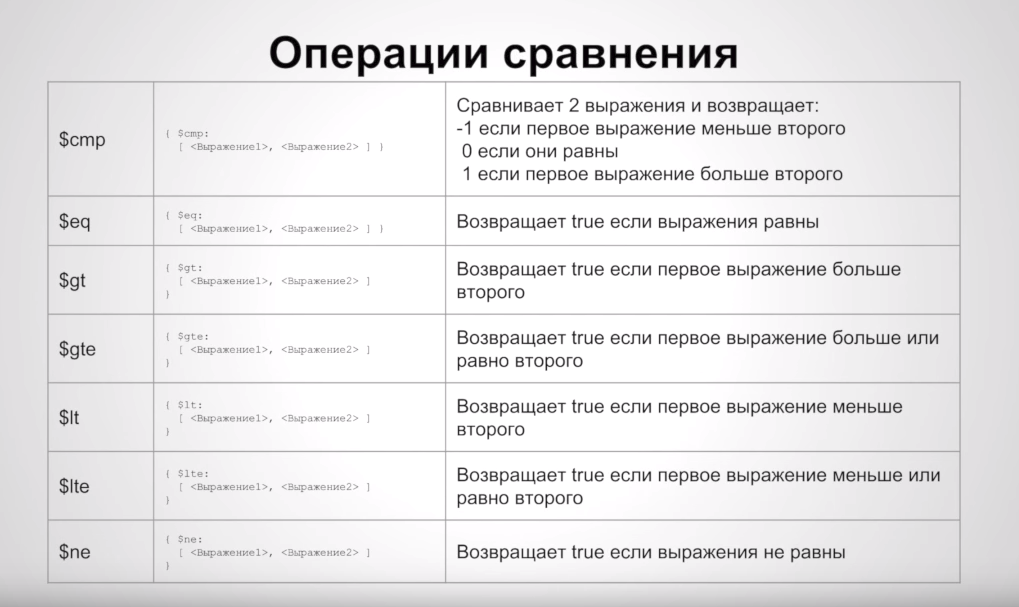 Операции сравнения
$cmp
{ $cmp:
[ <Выражение1>, <Выражение2> ] }
Сравнивает 2 выражения и возвращает:
-1 если первое выражение меньше второго
0 если они равны
1 если первое выражение больше второго
$eq
{ $eq:
[ <Выражение1>, <Выражение2> ] }
Возвращает true если выражения равны
$gt
{ $gt:
[ <Выражение1>, <Выражение2> ]
}
Возвращает true если первое выражение больше
второго
$gte
{ $gte:
[ <Выражение1>, <Выражение2> ]
}
Возвращает true если первое выражение больше или
равно второго
$lt
{ $lt:
[ <Выражение1>, <Выражение2> ]
}
Возвращает true если первое выражение меньше
второго
$lte
{ $lte:
[ <Выражение1>, <Выражение2> ]
}
Возвращает true если первое выражение меньше или
равно второго
$ne
{ $ne:
[ <Выражение1>, <Выражение2> ]
}
Возвращает true если выражения не равны